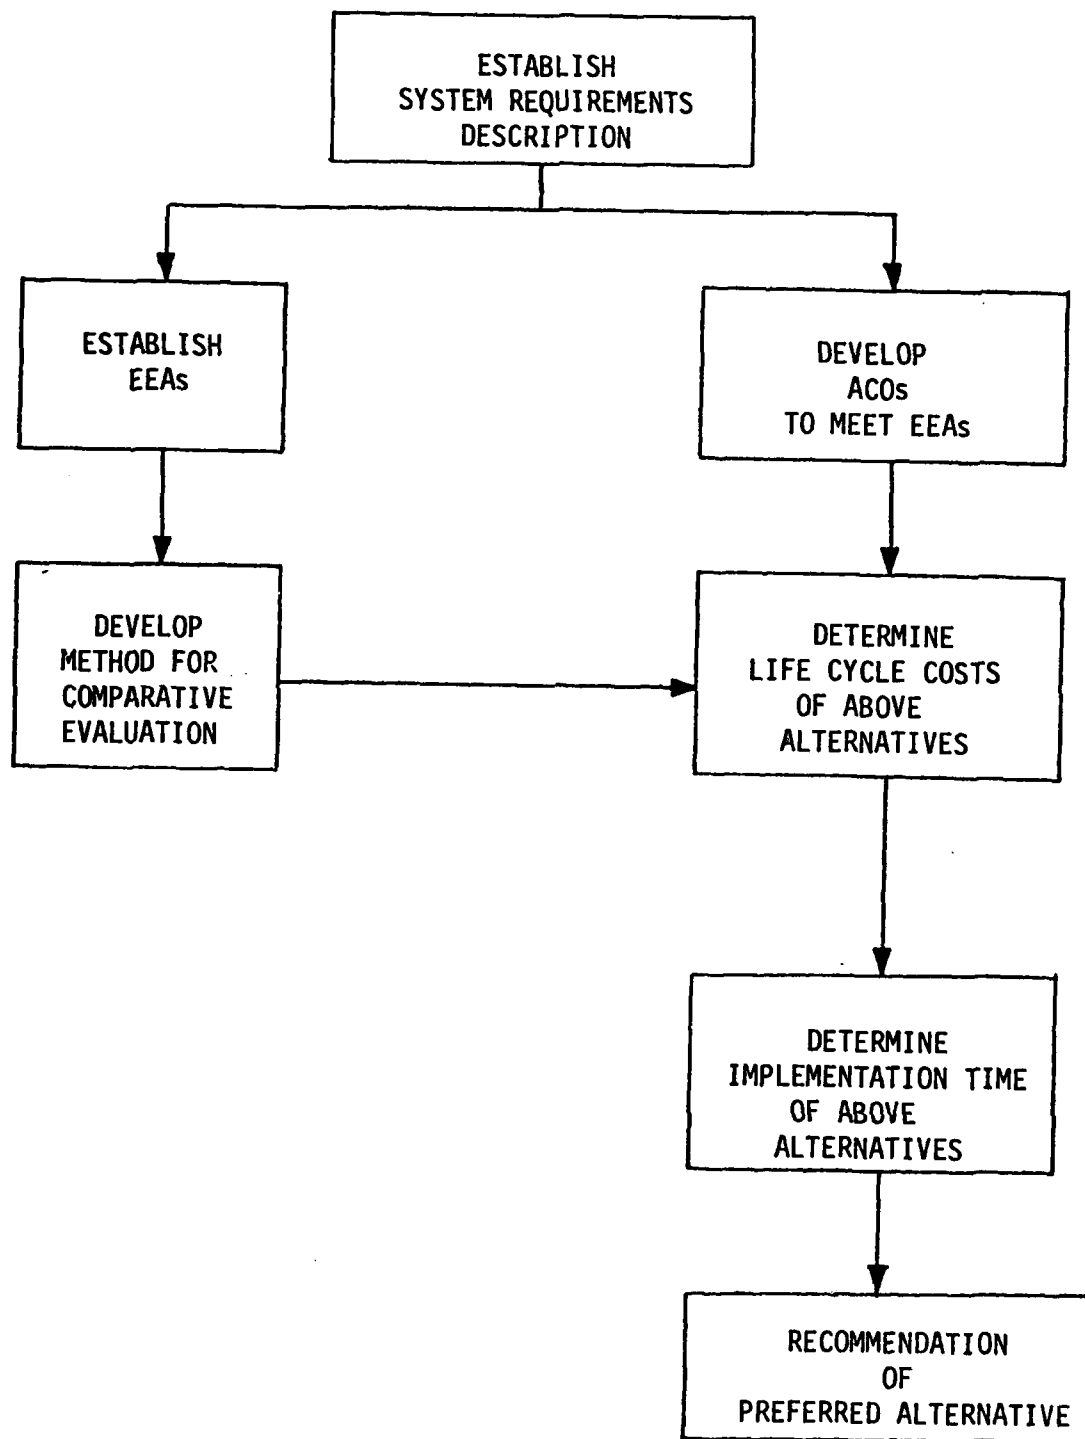 ESTABLISH
SYSTEM REQUIREMENTS
DESCRIPTION
ESTABLISH
EEAs
DEVELOP
ACOs
TO MEET EEAs
DEVELOP
METHOD FOR
COMPARATIVE
EVALUATION
DETERMINE
LIFE CYCLE COSTS
OF ABOVE
ALTERNATIVES
DETERMINE
IMPLEMENTATION TIME
OF ABOVE
ALTERNATIVES
RECOMMENDATION
OF
PREFERRED ALTERNATIVE